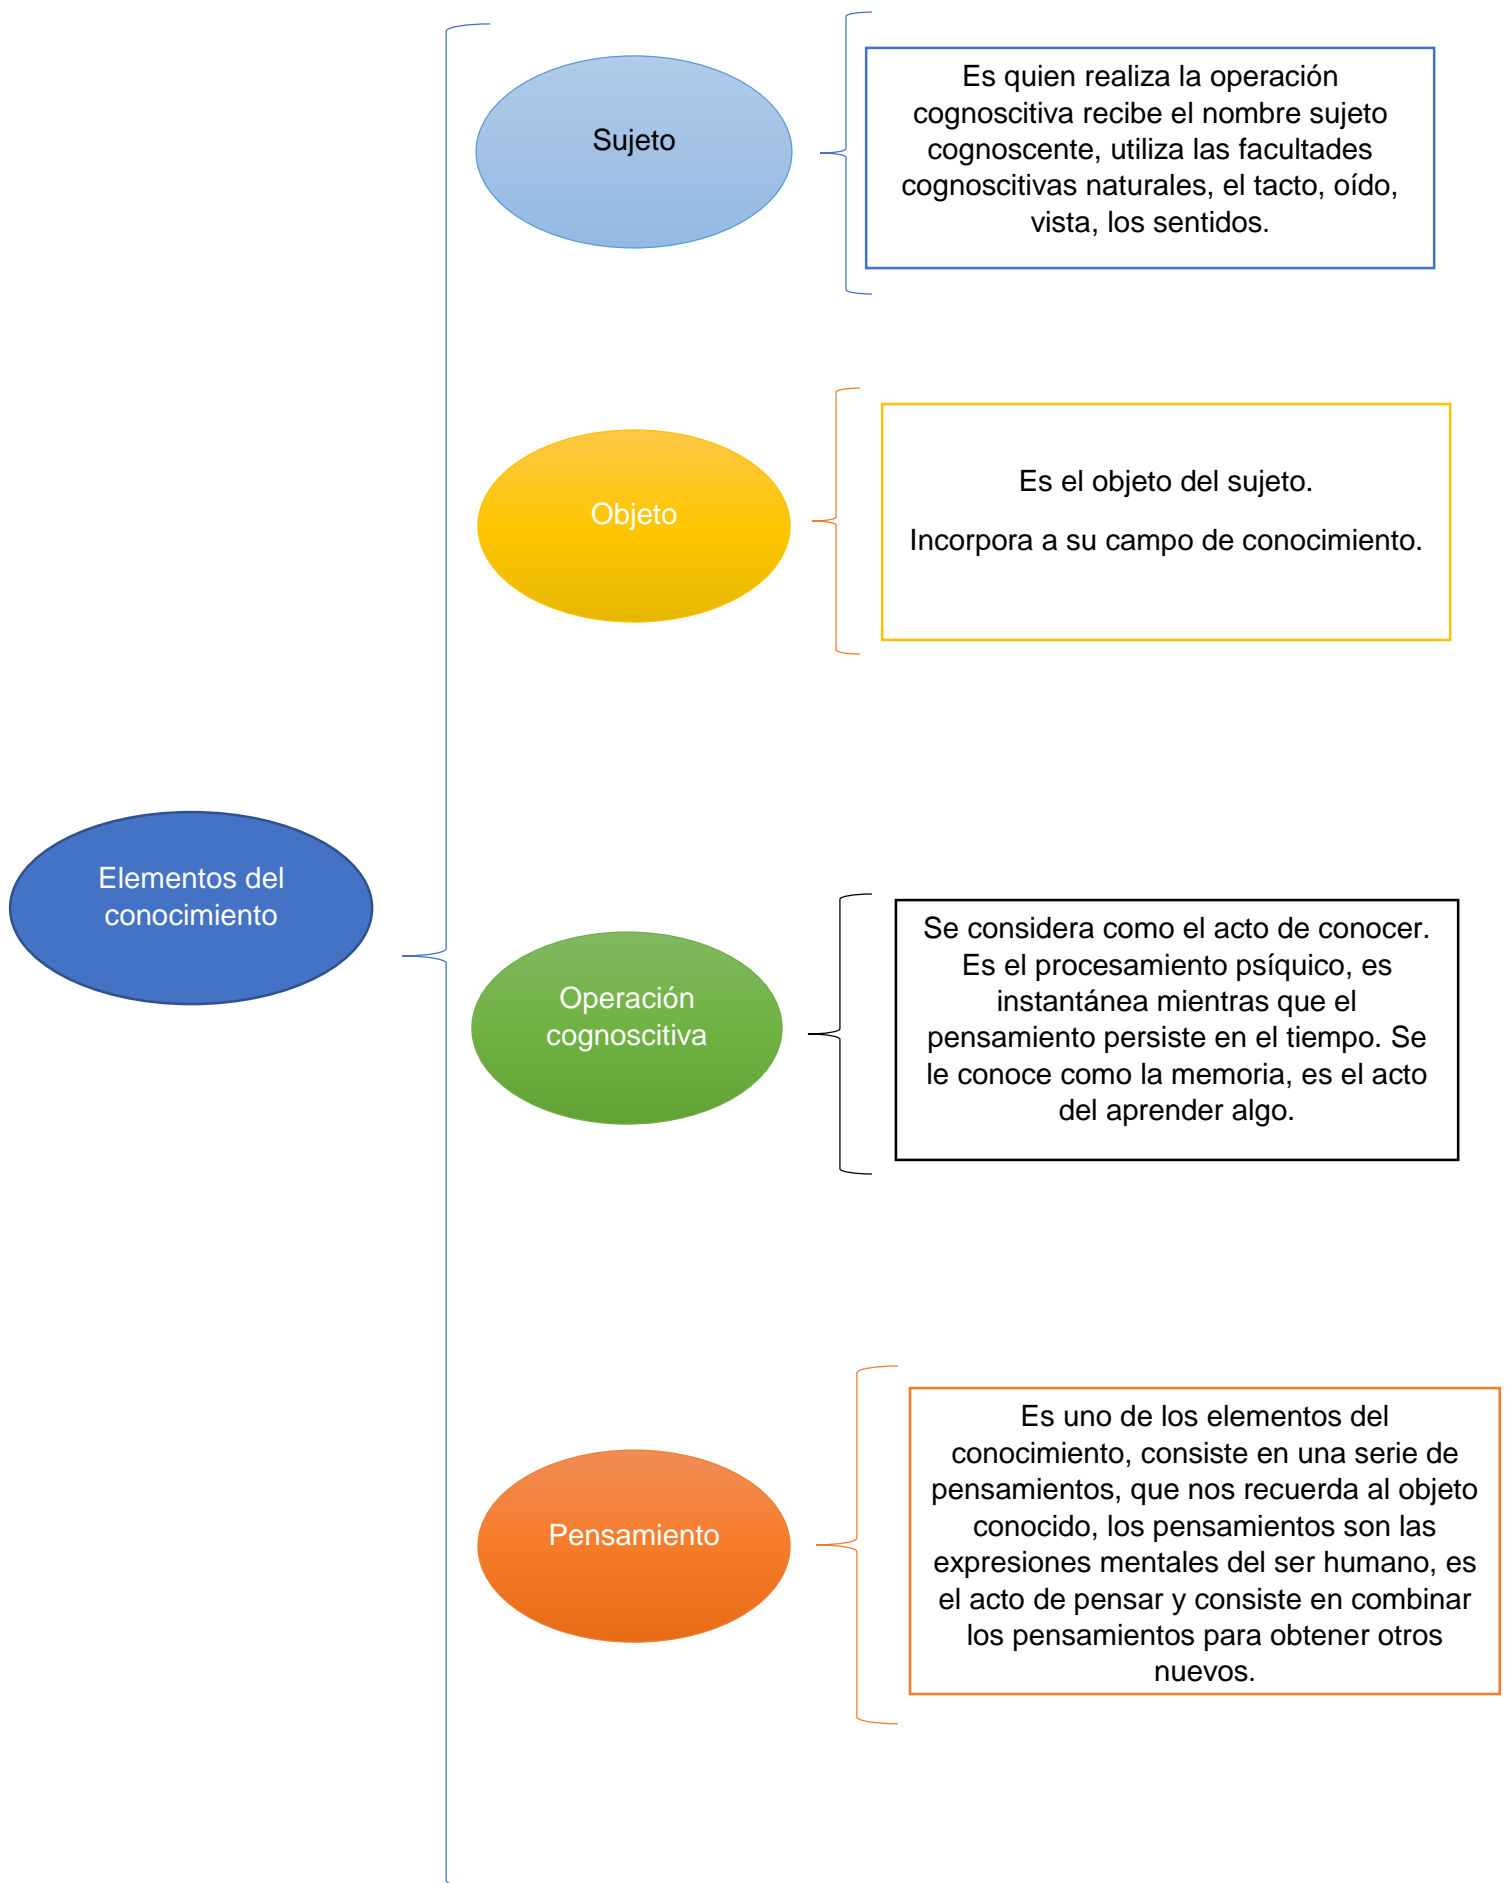 Sujeto
Es quien realiza la operación
cognoscitiva recibe el nombre sujeto
cognoscente, utiliza las facultades
cognoscitivas naturales, el tacto, oído,
vista, los sentidos.
Objeto
Es el objeto del sujeto.
Incorpora a su campo de conocimiento.
Elementos del
conocimiento
Operación
cognoscitiva
Se considera como el acto de conocer.
Es el procesamiento psíquico, es
instantánea mientras que el
pensamiento persiste en el tiempo. Se
le conoce como la memoria, es el acto
del aprender algo.
Pensamiento
Es uno de los elementos del
conocimiento, consiste en una serie de
pensamientos, que nos recuerda al objeto
conocido, los pensamientos son las
expresiones mentales del ser humano, es
el acto de pensar y consiste en combinar
los pensamientos para obtener otros
nuevos.